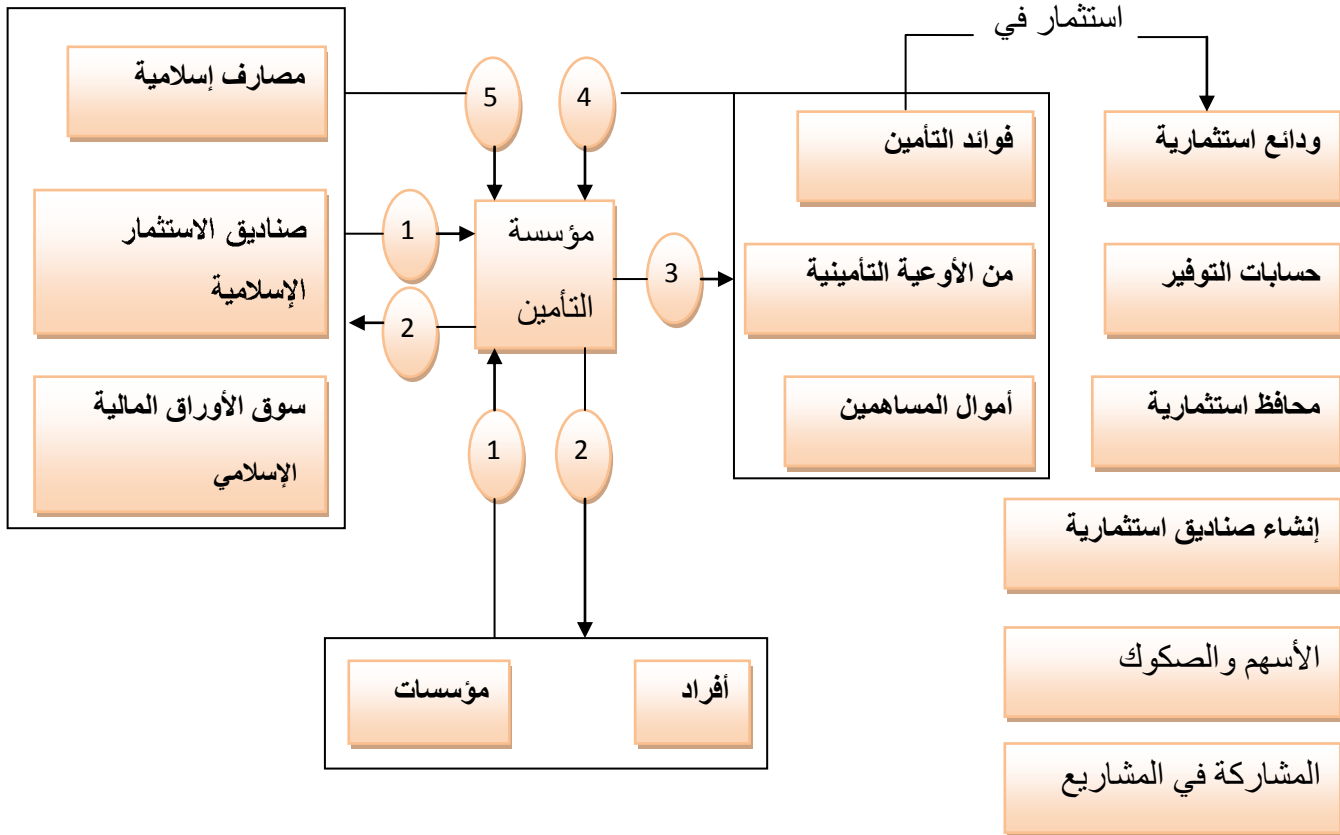 استثمار في
مصارف إسلامية
5
4
فوائد التأمين
ودائع استثمارية
صناديق الاستثمار
الإسلامية
1
2
مؤسسة
التأمين
3
من الأوعية التأمينية
حسابات التوفير
سوق الأوراق المالية
الإسلامي
1
2
أموال المساهمين
محافظ استثمارية
إنشاء صناديق استثمارية
الأسهم والصكوك
المشاركة في المشاريع
أفراد
مؤسسات